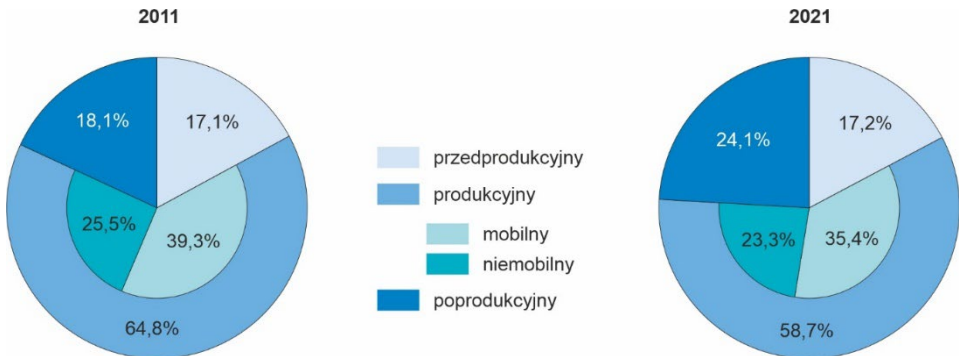 2011
18,1%
17,1%
25,5%
39,3%
64,8%
przedprodukcyjny
produkcyjny
mobilny
niemobilny
poprodukcyjny
2021
24,1%
17,2%
23,3%
35,4%
58,7%